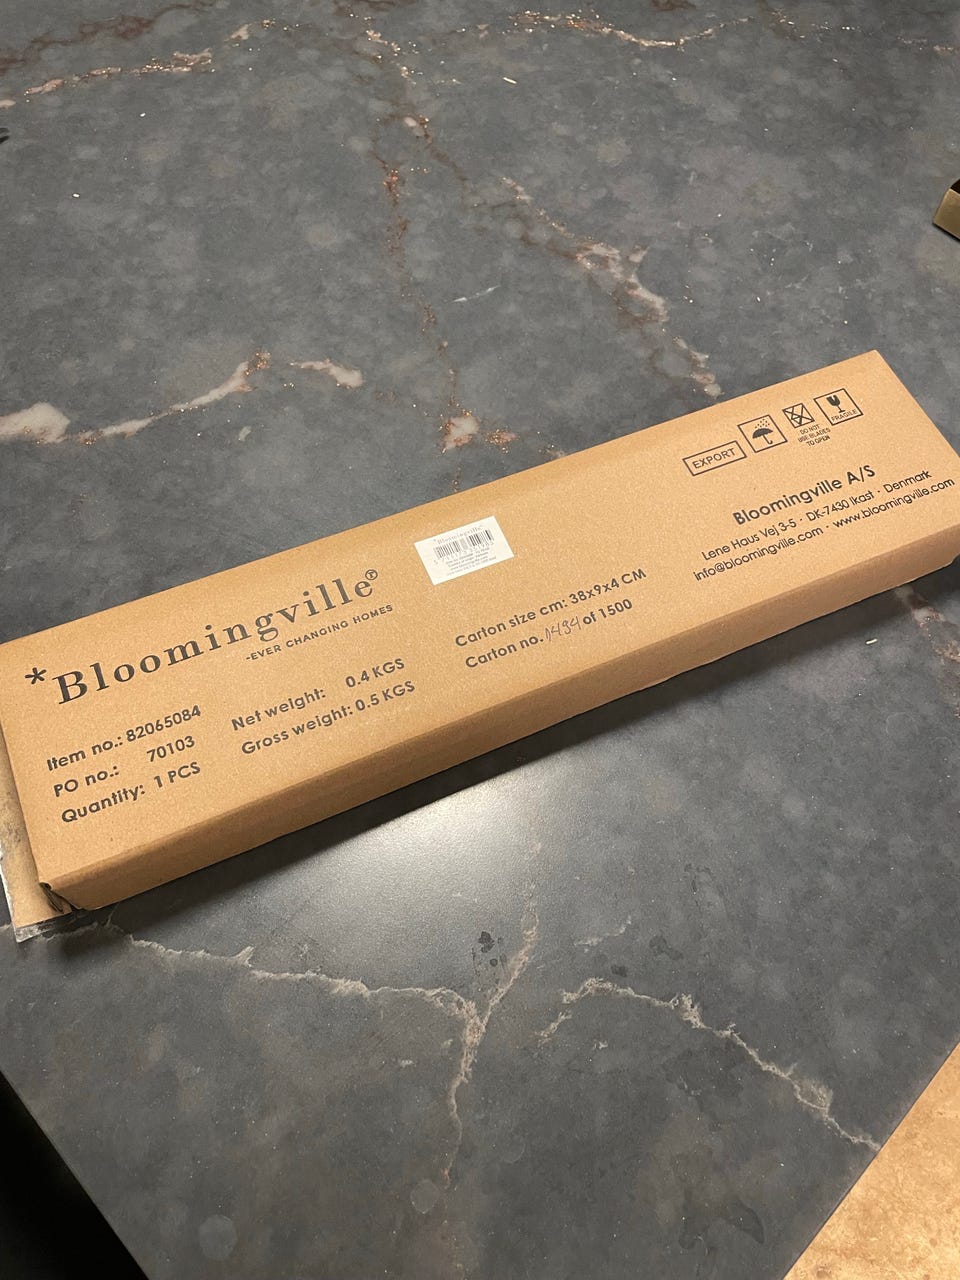 *Bloomingville®
-EVER CHANGING HOMES
Item no.: 82065084
PO no.: 70103
Quantity: 1 PCS
Net weight: 0.4 KGS
Gross weight: 0.5 KGS
*Bloomingville®
Carton size cm: 38x9x4 CM
Carton no. 1494 of 1500
EXPORT
DO NOT
USE BLADES
TO OPEN
FRAGILE
Bloomingville A/S
Lene Haus Vej 3-5 · DK-7430 Ikast · Denmark
info@bloomingville.com · www.bloomingville.com